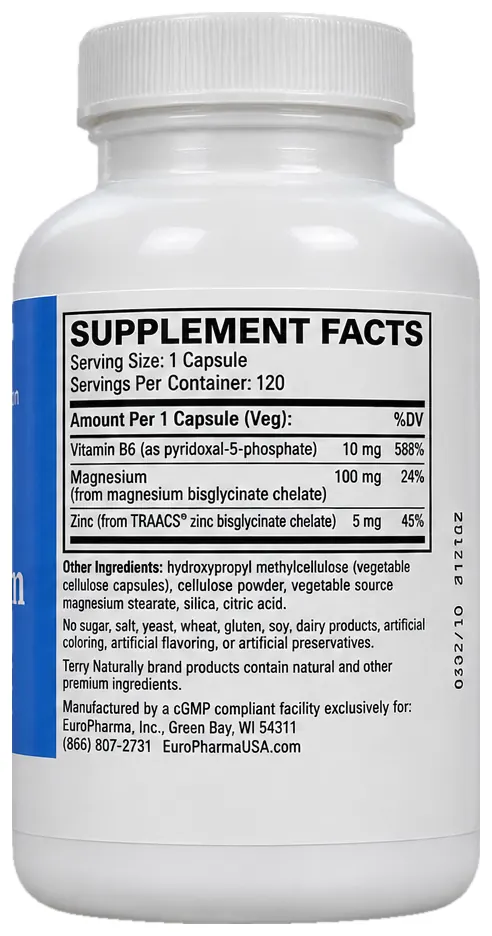 SUPPLEMENT FACTS
Serving Size: 1 Capsule
Servings Per Container: 120
Amount Per 1 Capsule (Veg): %DV
Vitamin B6 (as pyridoxal-5-phosphate) 10 mg 588%
Magnesium 100 mg 24%
(from magnesium bisglycinate chelate)
Zinc (from TRAACS® zinc bisglycinate chelate) 5 mg 45%
Other Ingredients: hydroxypropyl methylcellulose (vegetable
cellulose capsules), cellulose powder, vegetable source
magnesium stearate, silica, citric acid.
No sugar, salt, yeast, wheat, gluten, soy, dairy products, artificial
coloring, artificial flavoring, or artificial preservatives.
Terry Naturally brand products contain natural and other
premium ingredients.
Manufactured by a cGMP compliant facility exclusively for:
EuroPharma, Inc., Green Bay, WI 54311
(866) 807-2731 EuroPharmaUSA.com